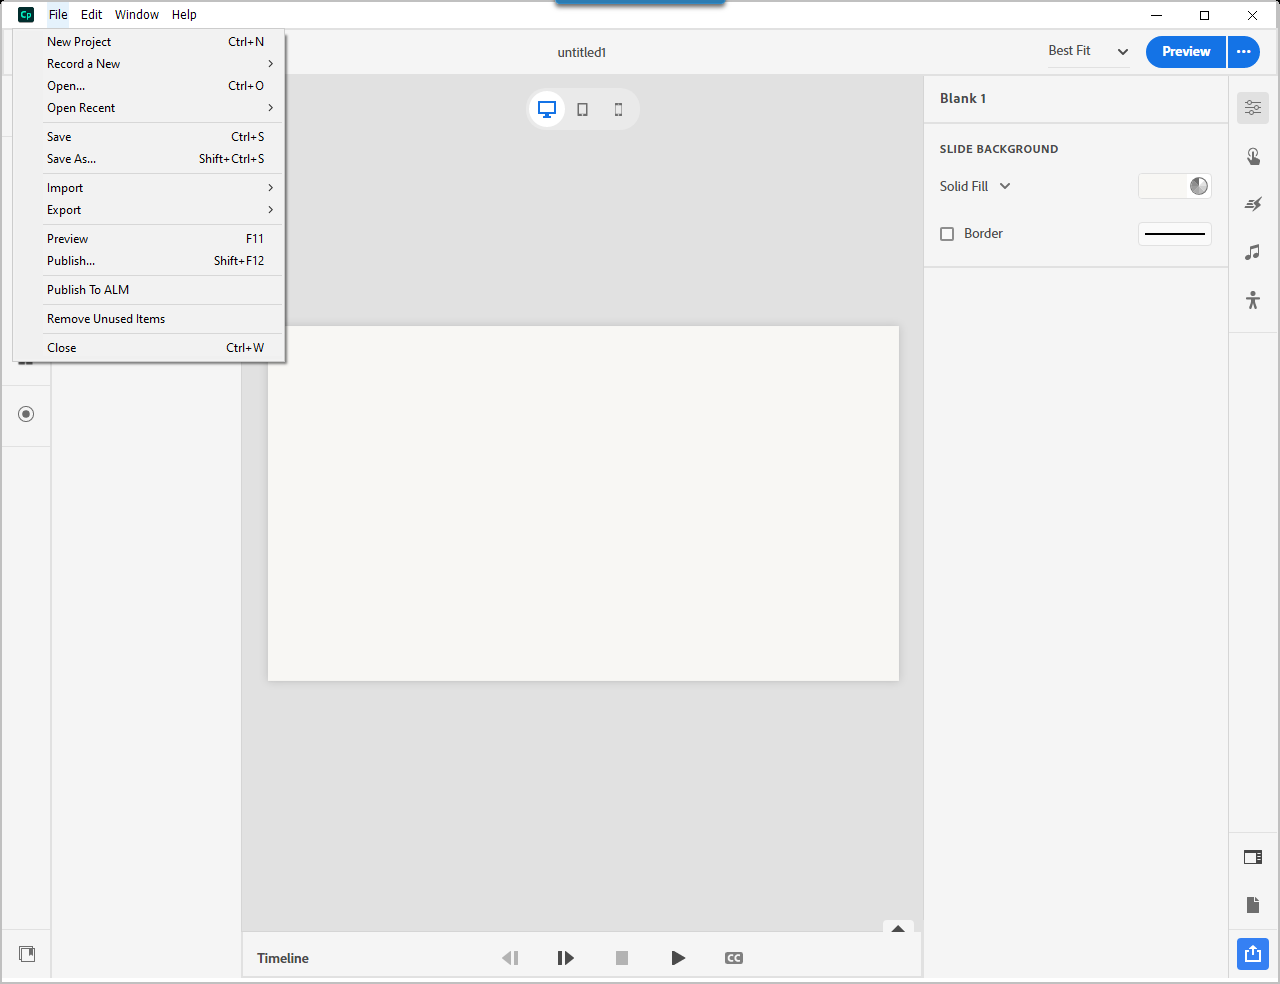 Cp File Edit Window Help
New Project Ctrl+N
Record a New
Open... Ctrl+O
Open Recent
Save Ctrl+S
Save As... Shift+Ctrl+S
Import
Export
Preview F11
Publish... Shift+F12
Publish To ALM
Remove Unused Items
Close Ctrl+W
untitled1
Best Fit
Preview
Blank 1
SLIDE BACKGROUND
Solid Fill
Border
Timeline
CC